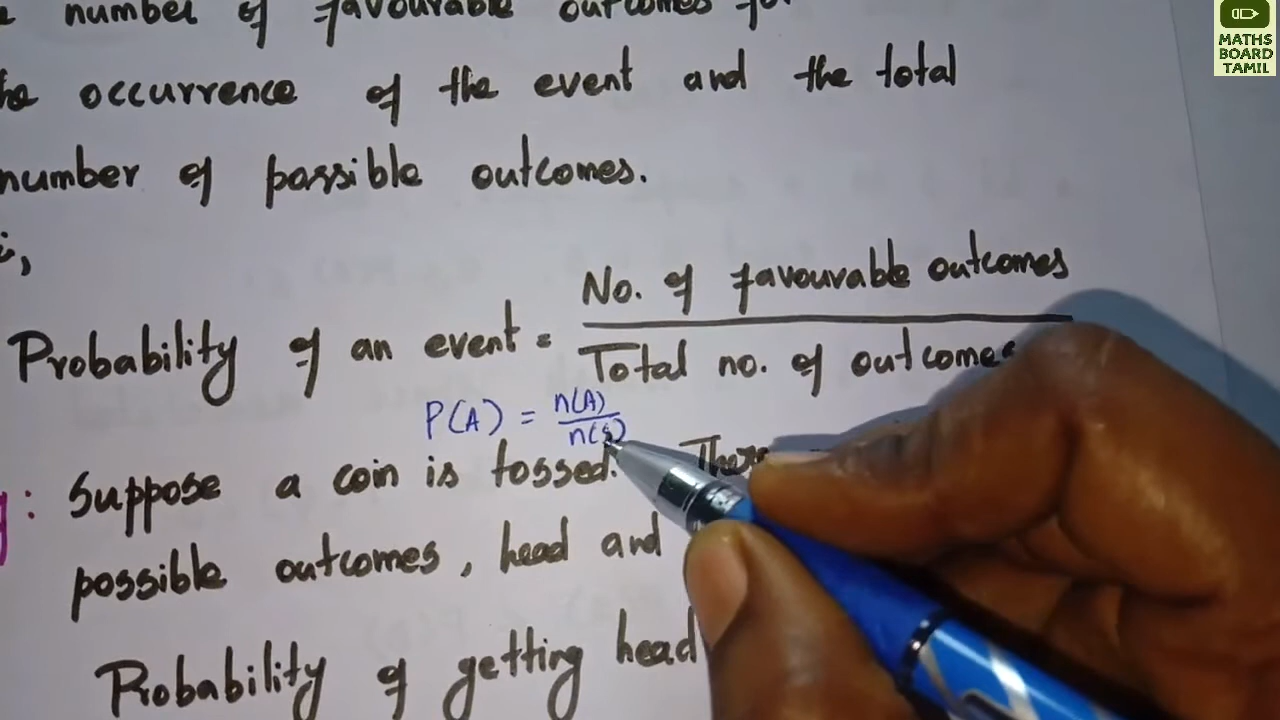 number of favourable outcomes for
occurrence of the event and the total
number of possible outcomes.
Probability of an event = No. of favourable outcomes
Total no. of outcomes
P(A) = n(A)
n(s)
Suppose a coin is tossed.
possible outcomes, head and
Probability of getting head
MATHS
BOARD
TAMIL